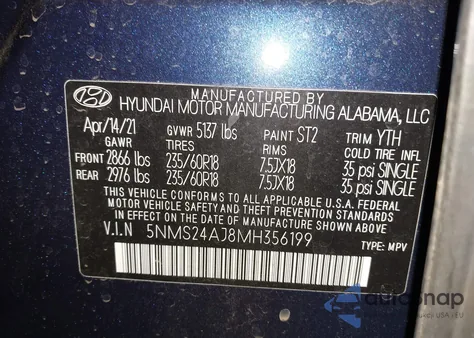 MANUFACTURED BY
HYUNDAI MOTOR MANUFACTURING ALABAMA, LLC
Apr/14/21 GVWR 5137 lbs PAINT ST2 TRIM YTH
GAWR TIRES RIMS COLD TIRE INFL
FRONT 2866 lbs 235/60R18 7.5JX18 35 psi SINGLE
REAR 2976 lbs 235/60R18 7.5JX18 35 psi SINGLE
THIS VEHICLE CONFORMS TO ALL APPLICABLE U.S.A. FEDERAL
MOTOR VEHICLE SAFETY AND THEFT PREVENTION STANDARDS
IN EFFECT ON THE DATE OF MANUFACTURE SHOWN ABOVE.
V.I.N 5NMS24AJ8MH356199 TYPE: MPV
autosnap
USA / EU